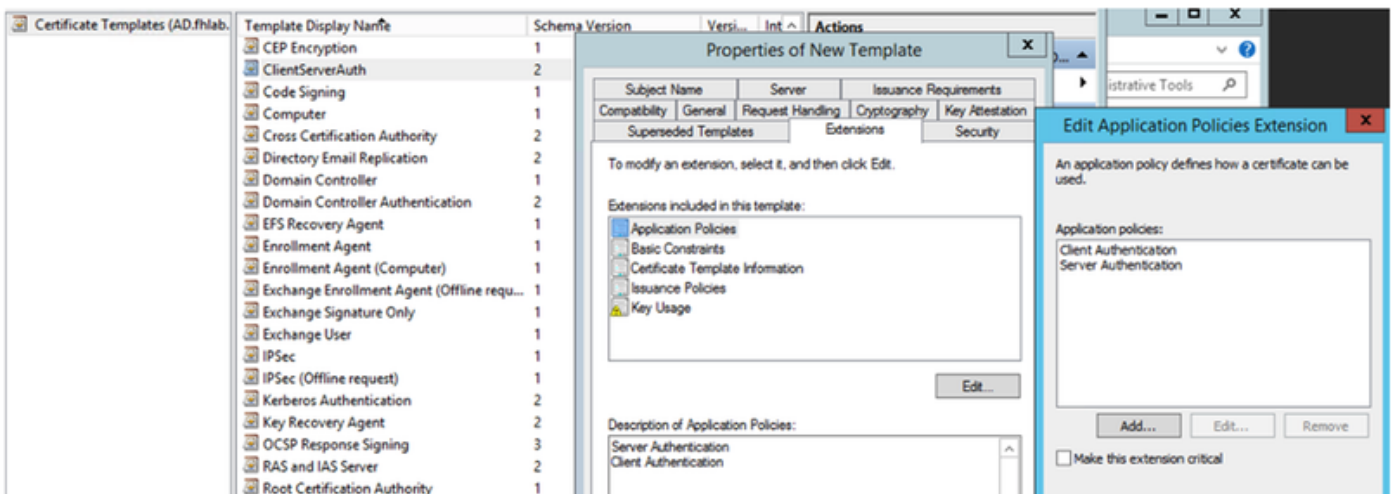 Certificate Templates (AD.fhlab.
Template Display Name Schema Version Versi... Int
CEP Encryption 1
ClientServerAuth 2
Code Signing 1
Computer 1
Cross Certification Authority 2
Directory Email Replication 2
Domain Controller 1
Domain Controller Authentication 2
EFS Recovery Agent 1
Enrollment Agent 1
Enrollment Agent (Computer) 1
Exchange Enrollment Agent (Offline requ... 1
Exchange Signature Only 1
Exchange User 1
IPSec 1
IPSec (Offline request) 1
Kerberos Authentication 2
Key Recovery Agent 2
OCSP Response Signing 3
RAS and IAS Server 2
Root Certification Authority 1
Actions
Properties of New Template
x
Subject Name Server Issuance Requirements
Compatibility General Request Handling Cryptography Key Attestation
Superseded Templates Extensions Security
To modify an extension, select it, and then click Edit.
Extensions included in this template:
Application Policies
Basic Constraints
Certificate Template Information
Issuance Policies
Key Usage
Edit...
Description of Application Policies:
Server Authentication
Client Authentication
x
?
istrative Tools
Edit Application Policies Extension
x
An application policy defines how a certificate can be
used.
Application policies:
Client Authentication
Server Authentication
Add... Edit... Remove
Make this extension critical